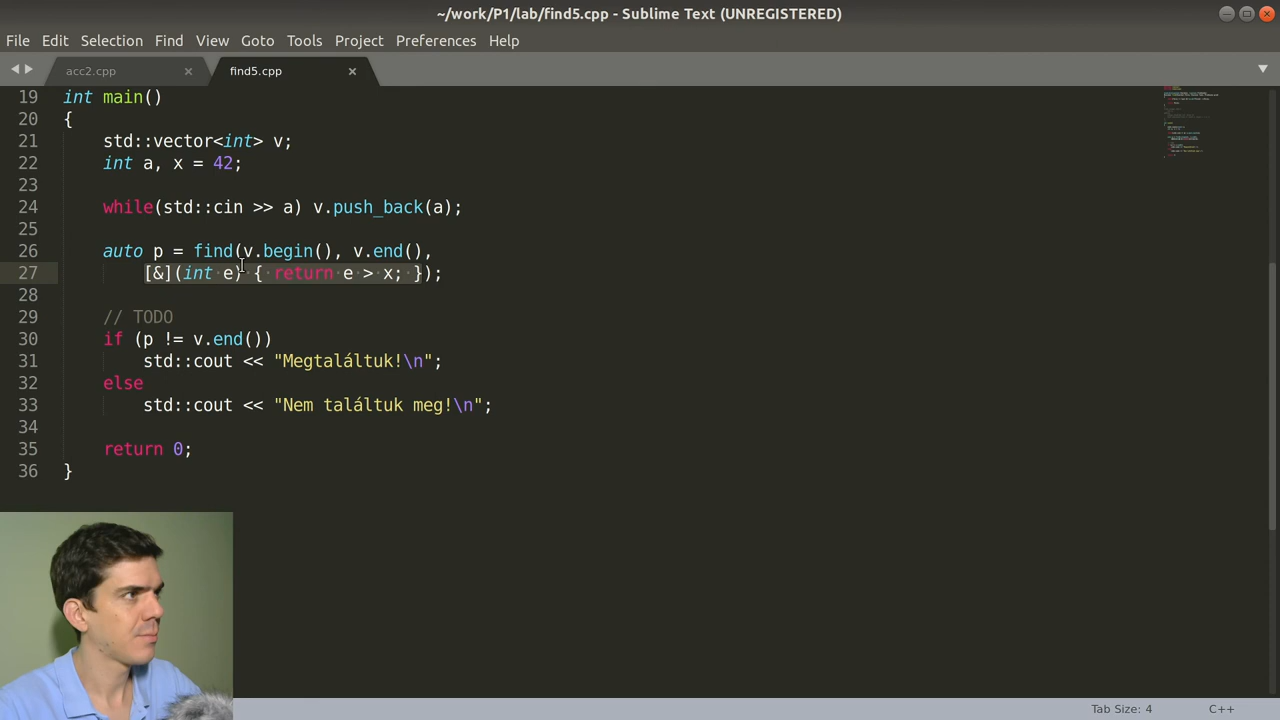 ~/work/P1/lab/find5.cpp - Sublime Text (UNREGISTERED)
File Edit Selection Find View Goto Tools Project Preferences Help
acc2.cpp find5.cpp
19 int main()
20 {
21 std::vector<int> v;
22 int a, x = 42;
23
24 while(std::cin >> a) v.push_back(a);
25
26 auto p = find(v.begin(), v.end(),
27 [&](int e) { return e > x; });
28
29 // TODO
30 if (p != v.end())
31 std::cout << "Megtaláltuk!\n";
32 else
33 std::cout << "Nem találtuk meg!\n";
34
35 return 0;
36 }
Tab Size: 4 C++